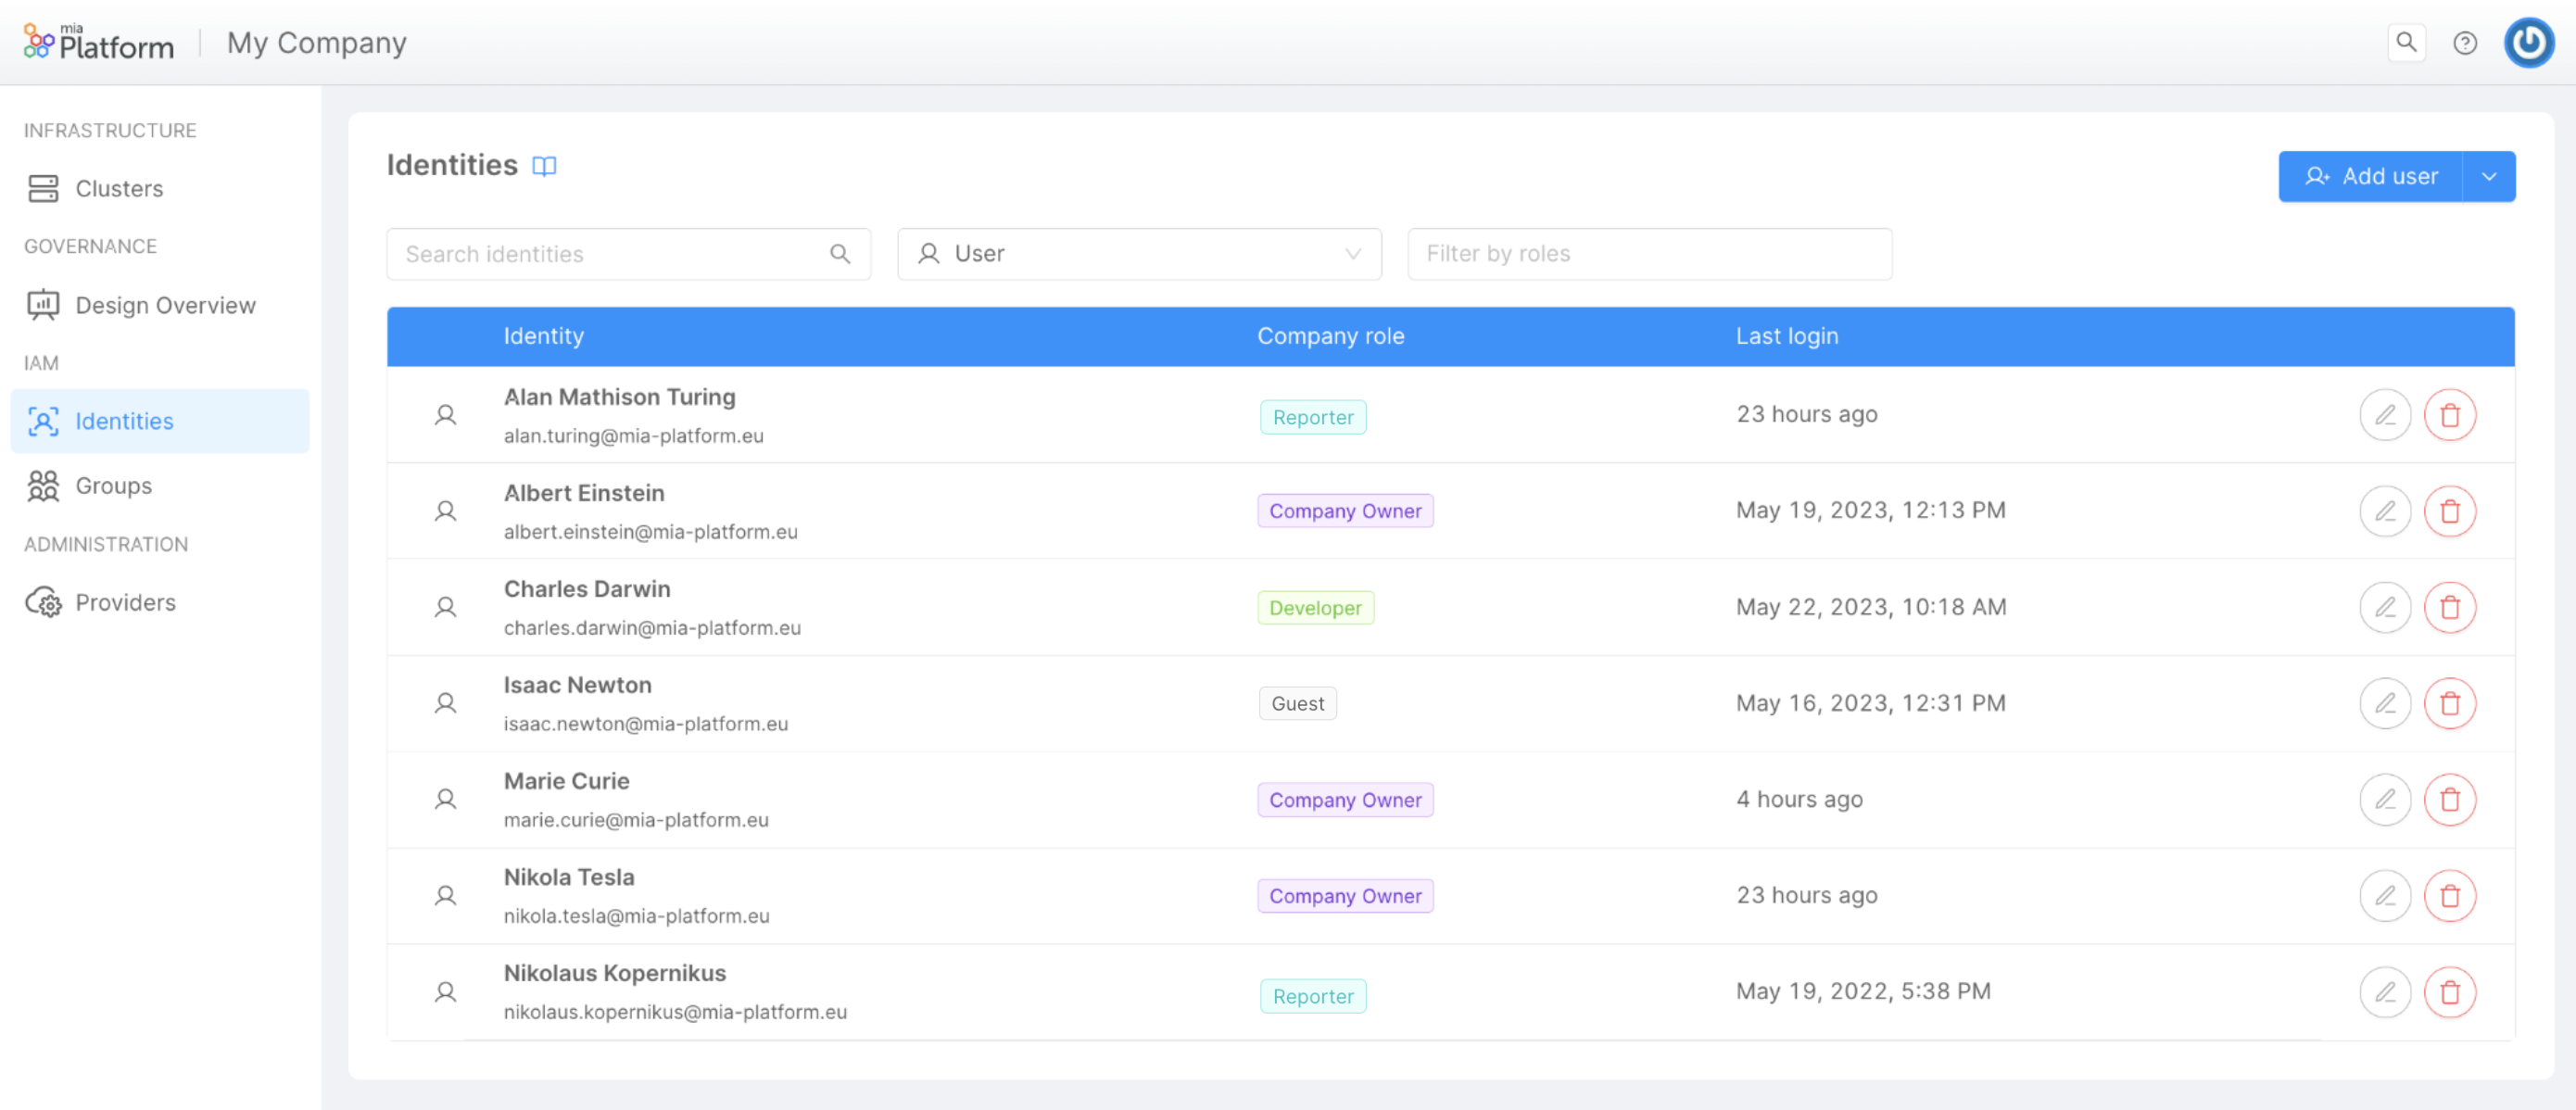 mia
Platform
My Company
INFRASTRUCTURE
Clusters
GOVERNANCE
Design Overview
IAM
Identities
Groups
ADMINISTRATION
Providers
Identities
Add user
Search identities
User
Filter by roles
Identity Company role Last login
Alan Mathison Turing
alan.turing@mia-platform.eu
Reporter
23 hours ago
Albert Einstein
albert.einstein@mia-platform.eu
Company Owner
May 19, 2023, 12:13 PM
Charles Darwin
charles.darwin@mia-platform.eu
Developer
May 22, 2023, 10:18 AM
Isaac Newton
isaac.newton@mia-platform.eu
Guest
May 16, 2023, 12:31 PM
Marie Curie
marie.curie@mia-platform.eu
Company Owner
4 hours ago
Nikola Tesla
nikola.tesla@mia-platform.eu
Company Owner
23 hours ago
Nikolaus Kopernikus
nikolaus.kopernikus@mia-platform.eu
Reporter
May 19, 2022, 5:38 PM